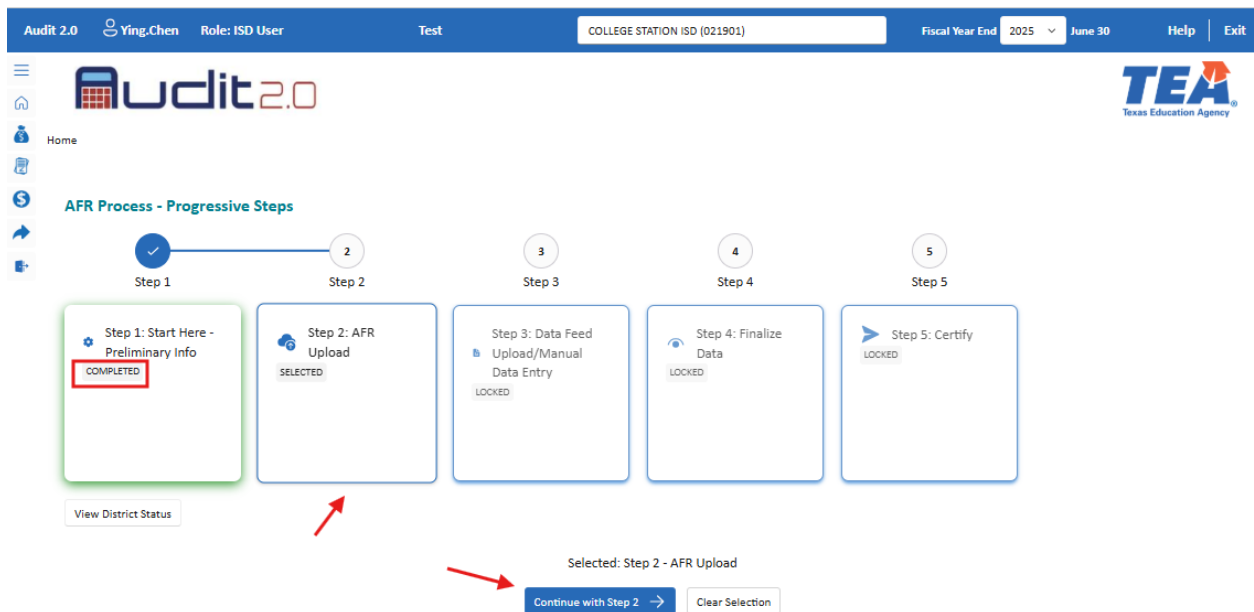 Audit 2.0 Ying.Chen Role: ISD User Test COLLEGE STATION ISD (021901) Fiscal Year End 2025 June 30 Help Exit
Audit 2.0
TEA
Texas Education Agency
Home
AFR Process - Progressive Steps
2 3 4 5
Step 1 Step 2 Step 3 Step 4 Step 5
Step 1: Start Here -
Preliminary Info
COMPLETED
Step 2: AFR
Upload
SELECTED
Step 3: Data Feed
Upload/Manual
Data Entry
LOCKED
Step 4: Finalize
Data
LOCKED
Step 5: Certify
LOCKED
View District Status
Selected: Step 2 - AFR Upload
Continue with Step 2 → Clear Selection